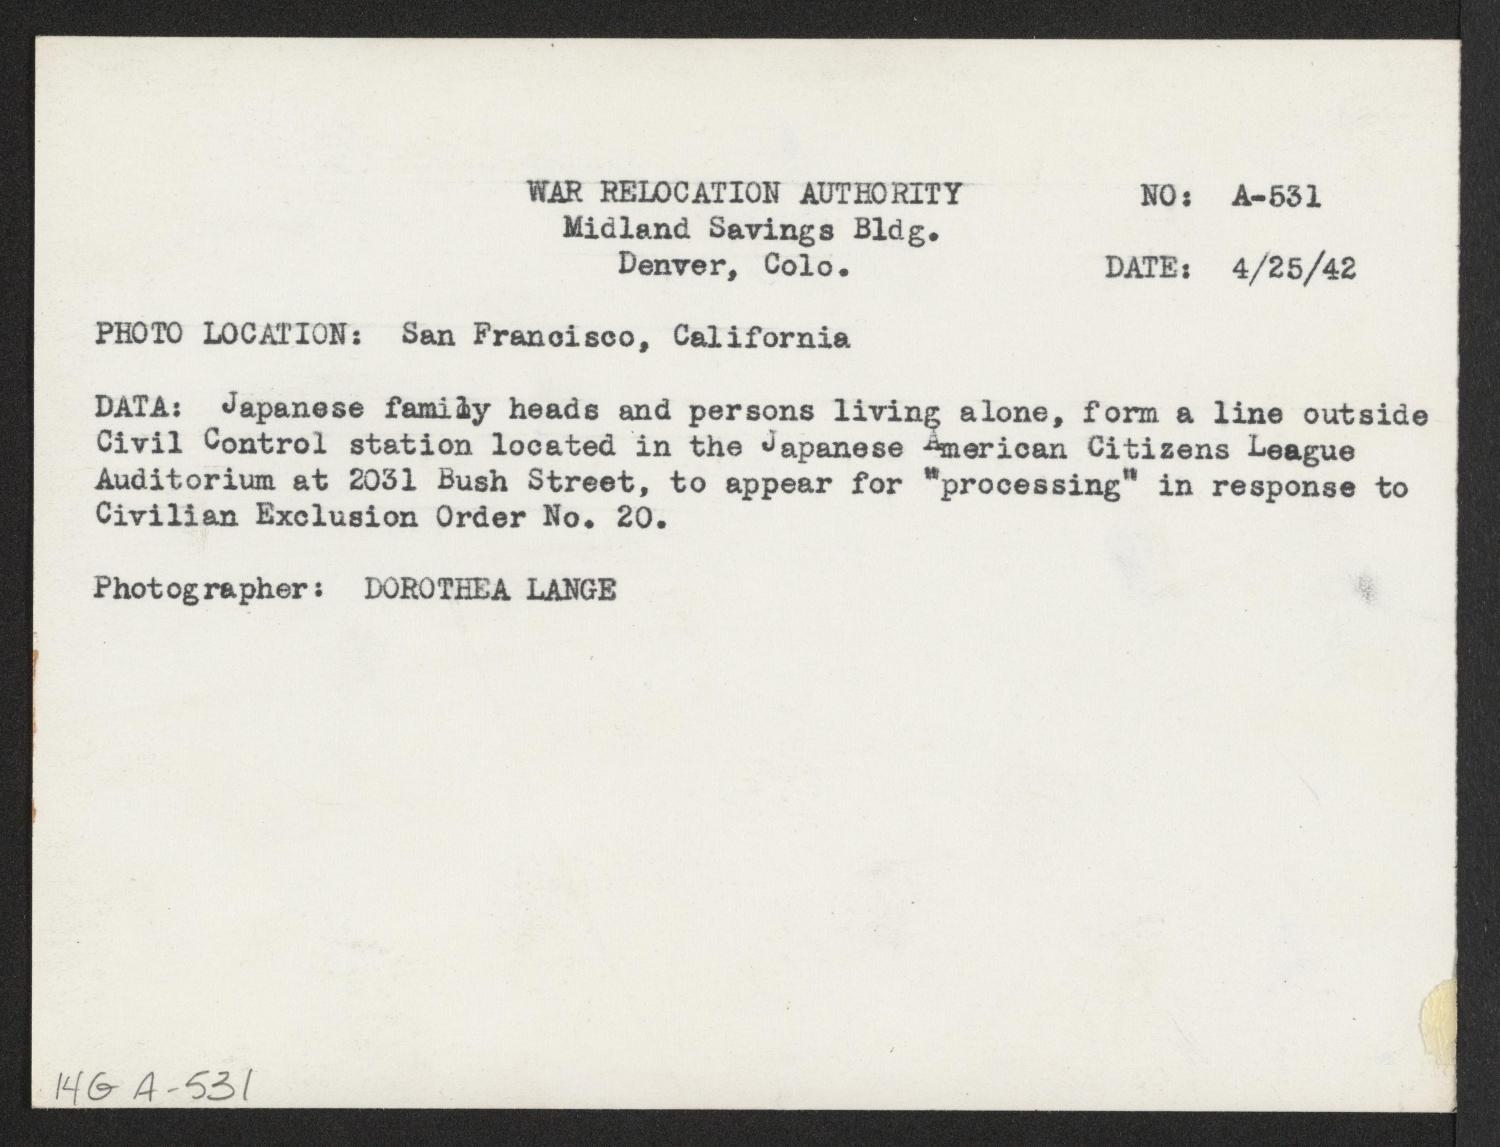 WAR RELOCATION AUTHORITY NO: A-531
Midland Savings Bldg.
Denver, Colo. DATE: 4/25/42
PHOTO LOCATION: San Francisco, California
DATA: Japanese family heads and persons living alone, form a line outside
Civil Control station located in the Japanese American Citizens League
Auditorium at 2031 Bush Street, to appear for "processing" in response to
Civilian Exclusion Order No. 20.
Photographer: DOROTHEA LANGE
14G A-531